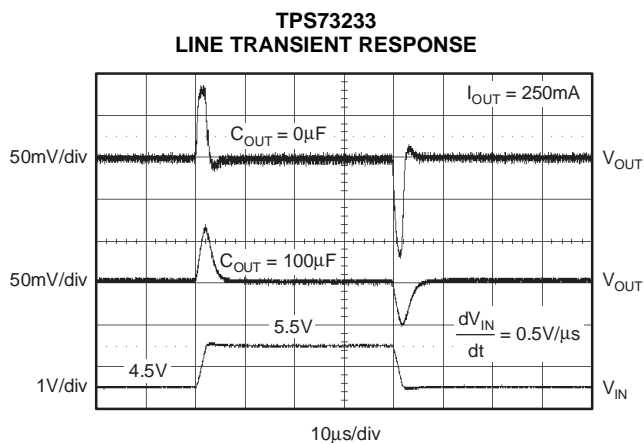 TPS73233
LINE TRANSIENT RESPONSE
I_OUT = 250mA
C_OUT = 0μF
50mV/div
V_OUT
C_OUT = 100μF
50mV/div
V_OUT
5.5V
dV_IN
dt
= 0.5V/μs
4.5V
1V/div
V_IN
10μs/div